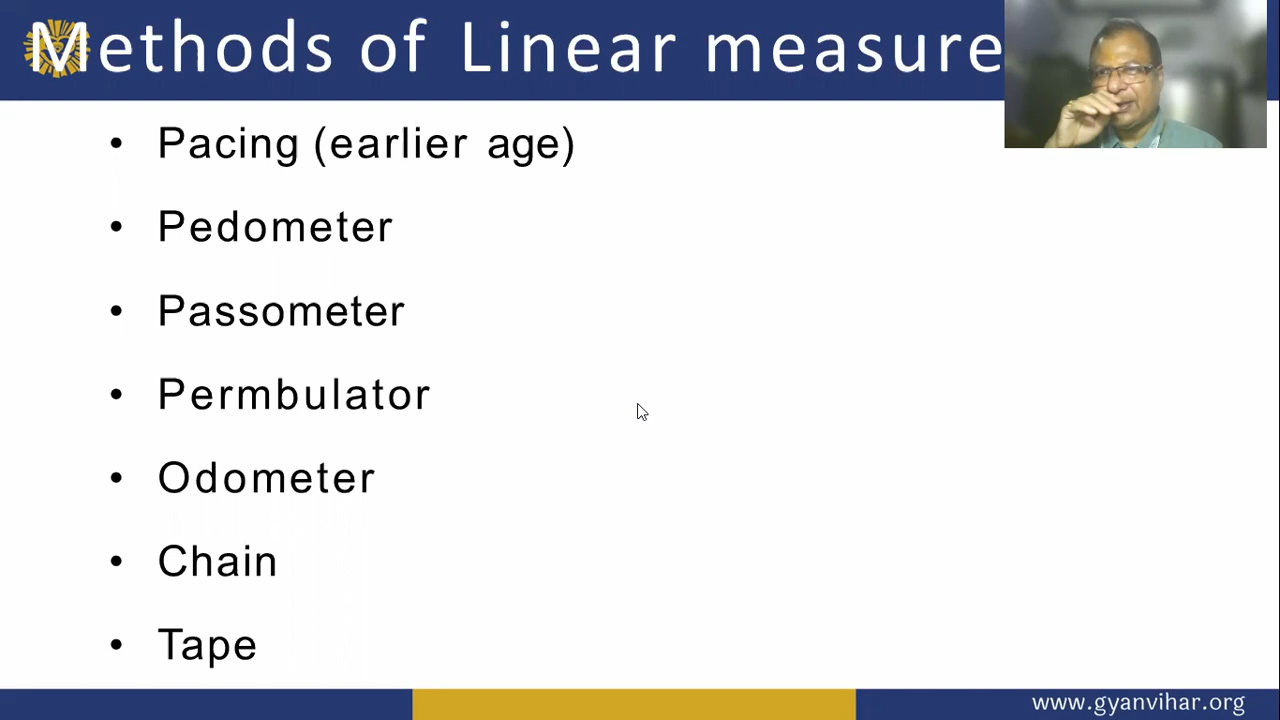 Methods of Linear measure
• Pacing (earlier age)
• Pedometer
• Passometer
• Permbulator
• Odometer
• Chain
• Tape
www.gyanvihar.org